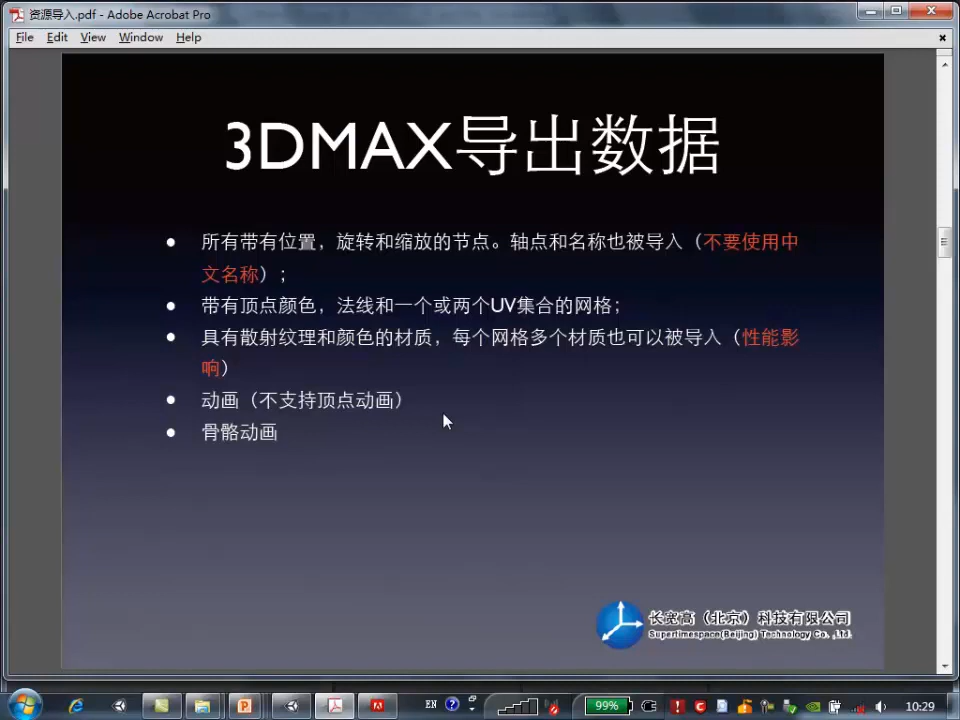 资源导入.pdf - Adobe Acrobat Pro
File Edit View Window Help
3DMAX导出数据
● 所有带有位置，旋转和缩放的节点。轴点和名称也被导入（不要使用中
文名称）；
● 带有顶点颜色，法线和一个或两个UV集合的网格；
● 具有散射纹理和颜色的材质，每个网格多个材质也可以被导入（性能影
响）
● 动画（不支持顶点动画）
● 骨骼动画
长宽高（北京）科技有限公司
Supertimespace(Beijing) Technology Co. ,Ltd.
EN
99%
10:29